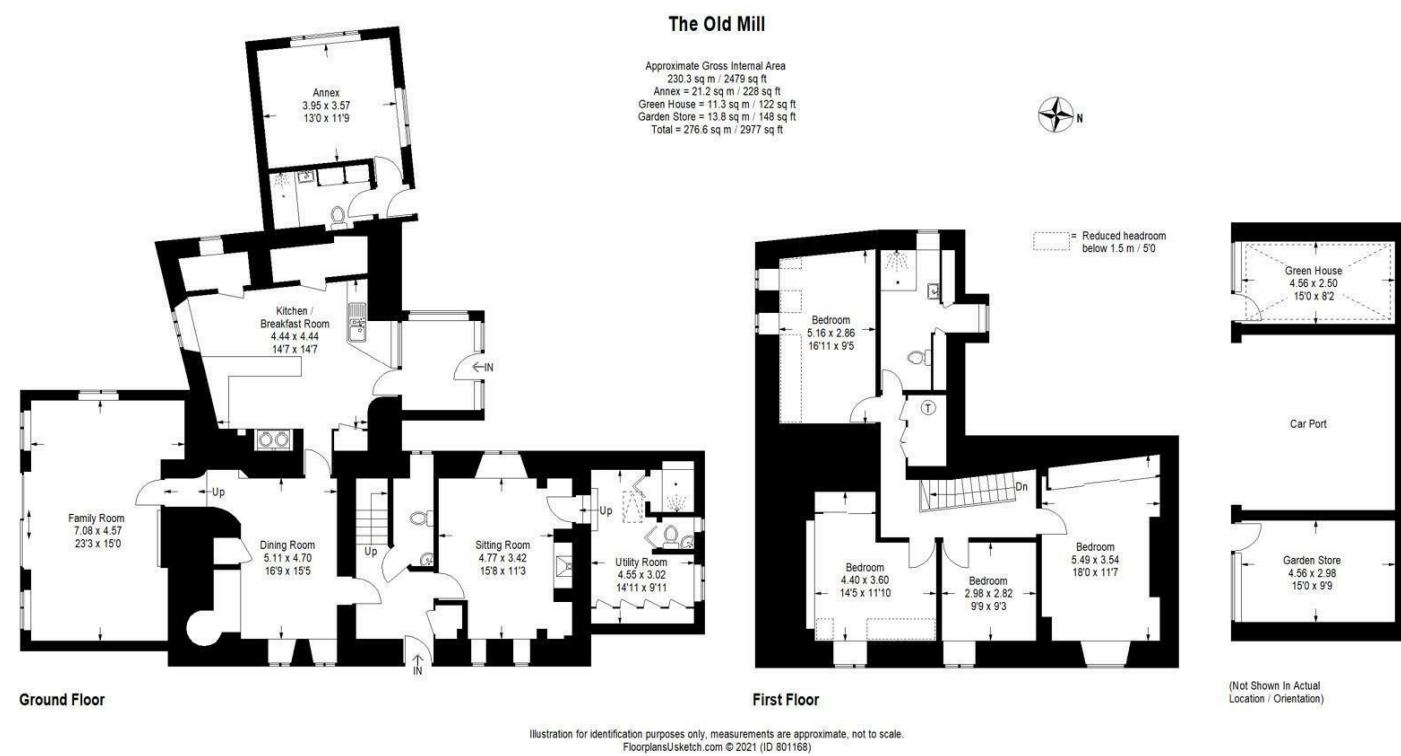 The Old Mill
Approximate Gross Internal Area
230.3 sq m / 2479 sq ft
Annex = 21.2 sq m / 228 sq ft
Green House = 11.3 sq m / 122 sq ft
Garden Store = 13.8 sq m / 148 sq ft
Total = 276.6 sq m / 2977 sq ft
N
Annex
3.95 x 3.57
13'0 x 11'9
Kitchen /
Breakfast Room
4.44 x 4.44
14'7 x 14'7
IN
Family Room
7.08 x 4.57
23'3 x 15'0
Up
Dining Room
5.11 x 4.70
16'9 x 15'5
Up
Sitting Room
4.77 x 3.42
15'8 x 11'3
Up
Utility Room
4.55 x 3.02
14'11 x 9'11
IN
Ground Floor
= Reduced headroom
below 1.5 m / 5'0
Bedroom
5.16 x 2.86
16'11 x 9'5
T
Dn
Bedroom
4.40 x 3.60
14'5 x 11'10
Bedroom
2.98 x 2.82
9'9 x 9'3
Bedroom
5.49 x 3.54
18'0 x 11'7
First Floor
Green House
4.56 x 2.50
15'0 x 8'2
Car Port
Garden Store
4.56 x 2.98
15'0 x 9'9
(Not Shown In Actual
Location / Orientation)
Illustration for identification purposes only, measurements are approximate, not to scale.
FloorplansUsketch.com © 2021 (ID 801168)